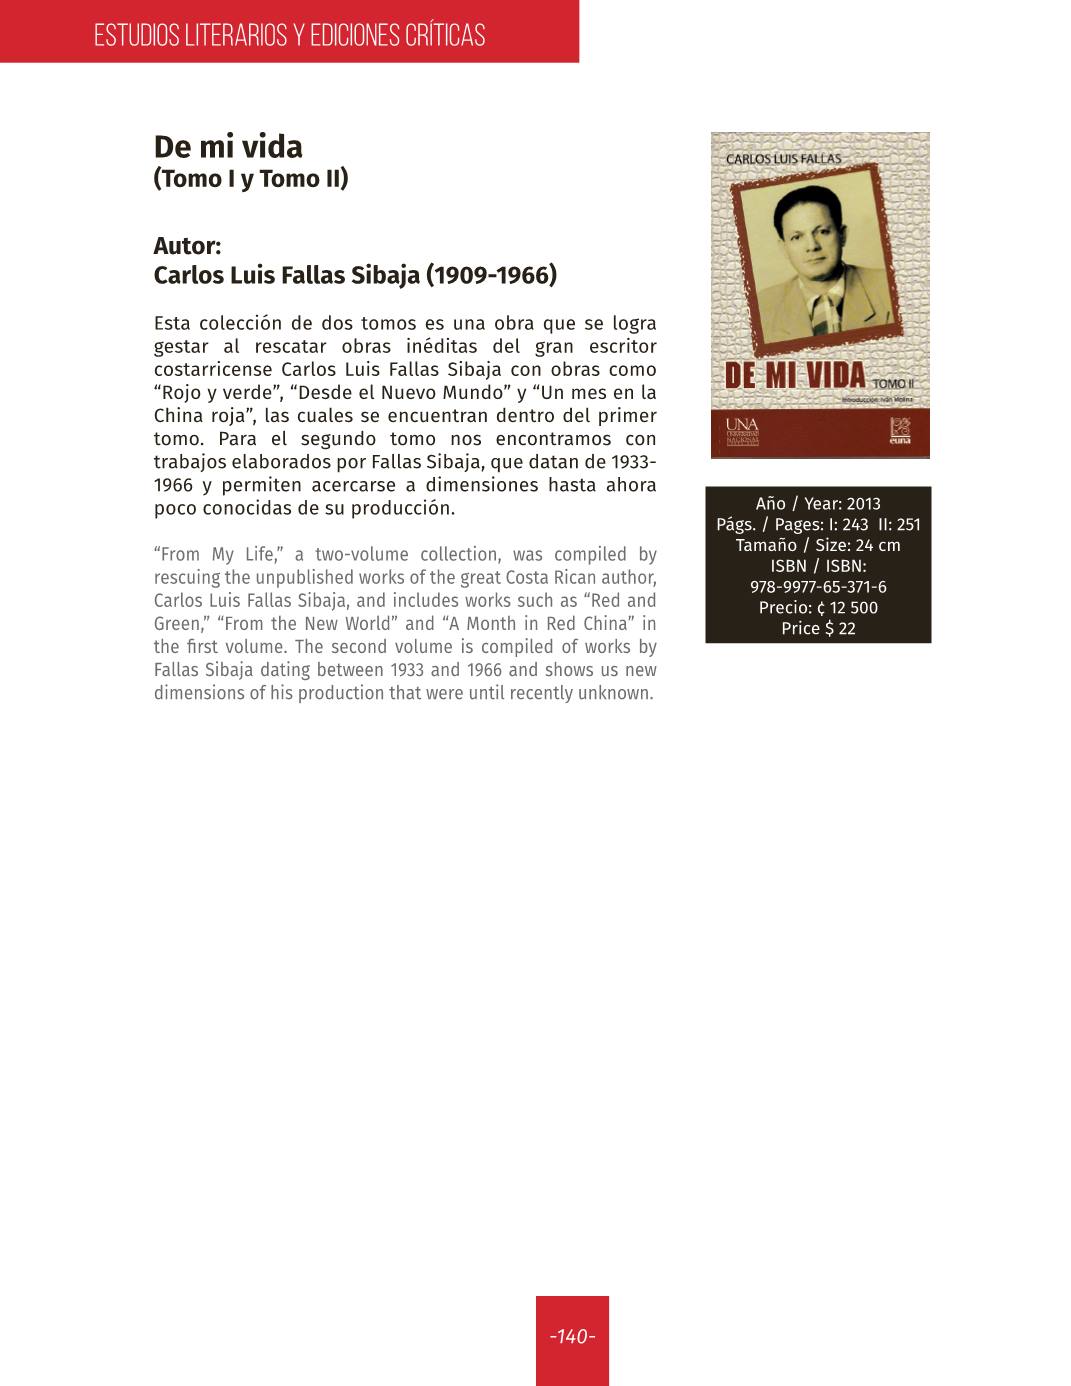 ESTUDIOS LITERARIOS Y EDICIONES CRÍTICAS
De mi vida
(Tomo I y Tomo II)
Autor:
Carlos Luis Fallas Sibaja (1909-1966)
Esta colección de dos tomos es una obra que se logra
gestar al rescatar obras inéditas del gran escritor
costarricense Carlos Luis Fallas Sibaja con obras como
“Rojo y verde”, “Desde el Nuevo Mundo” y “Un mes en la
China roja”, las cuales se encuentran dentro del primer
tomo. Para el segundo tomo nos encontramos con
trabajos elaborados por Fallas Sibaja, que datan de 1933-
1966 y permiten acercarse a dimensiones hasta ahora
poco conocidas de su producción.
“From My Life,” a two-volume collection, was compiled by
rescuing the unpublished works of the great Costa Rican author,
Carlos Luis Fallas Sibaja, and includes works such as “Red and
Green,” “From the New World” and “A Month in Red China” in
the first volume. The second volume is compiled of works by
Fallas Sibaja dating between 1933 and 1966 and shows us new
dimensions of his production that were until recently unknown.
CARLOS LUIS FALLAS
DE MI VIDA TOMO II
Introducción: Iván Molina
UNA
UNIVERSIDAD
NACIONAL
euna
Año / Year: 2013
Págs. / Pages: I: 243 II: 251
Tamaño / Size: 24 cm
ISBN / ISBN:
978-9977-65-371-6
Precio: ¢ 12 500
Price $ 22
-140-